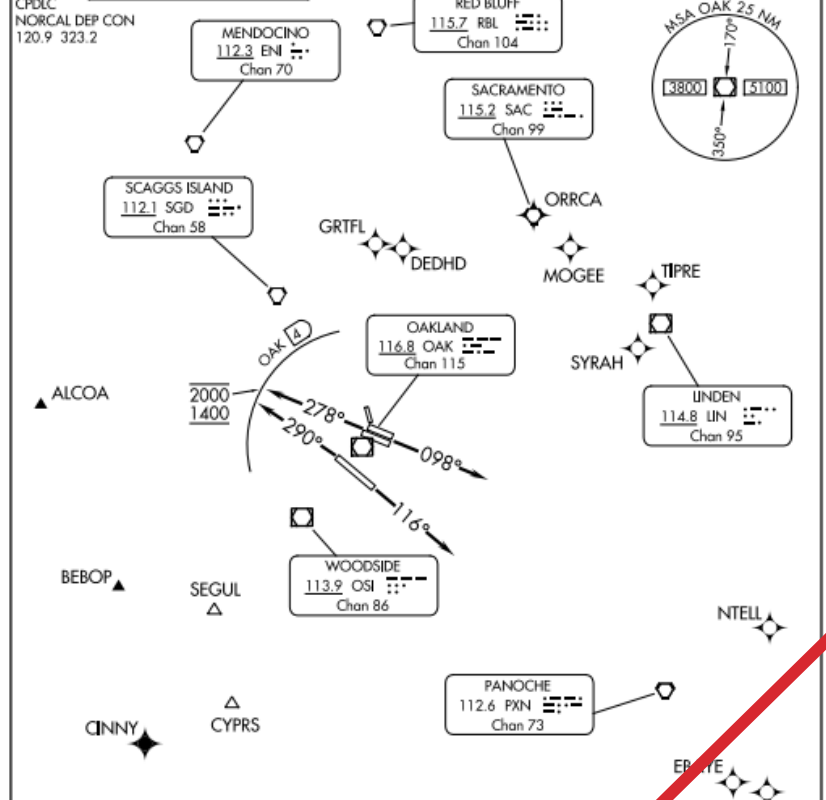 CPDLC
NORCAL DEP CON
120.9 323.2
MENDOCINO
112.3 ENI
Chan 70
RED BLUFF
115.7 RBL
Chan 104
MSA OAK 25 NM
170°
3800
5100
350°
SACRAMENTO
115.2 SAC
Chan 99
SCAGGS ISLAND
112.1 SGD
Chan 58
ORRCA
GRTFL
DEDHD
MOGEE
TIPRE
OAK 4
OAKLAND
116.8 OAK
Chan 115
SYRAH
ALCOA
2000
1400
278°
290°
098°
116°
LINDEN
114.8 LIN
Chan 95
WOODSIDE
113.9 OSI
Chan 86
BEBOP
SEGUL
NTELL
PANOCHE
112.6 PXN
Chan 73
CINNY
CYPRS